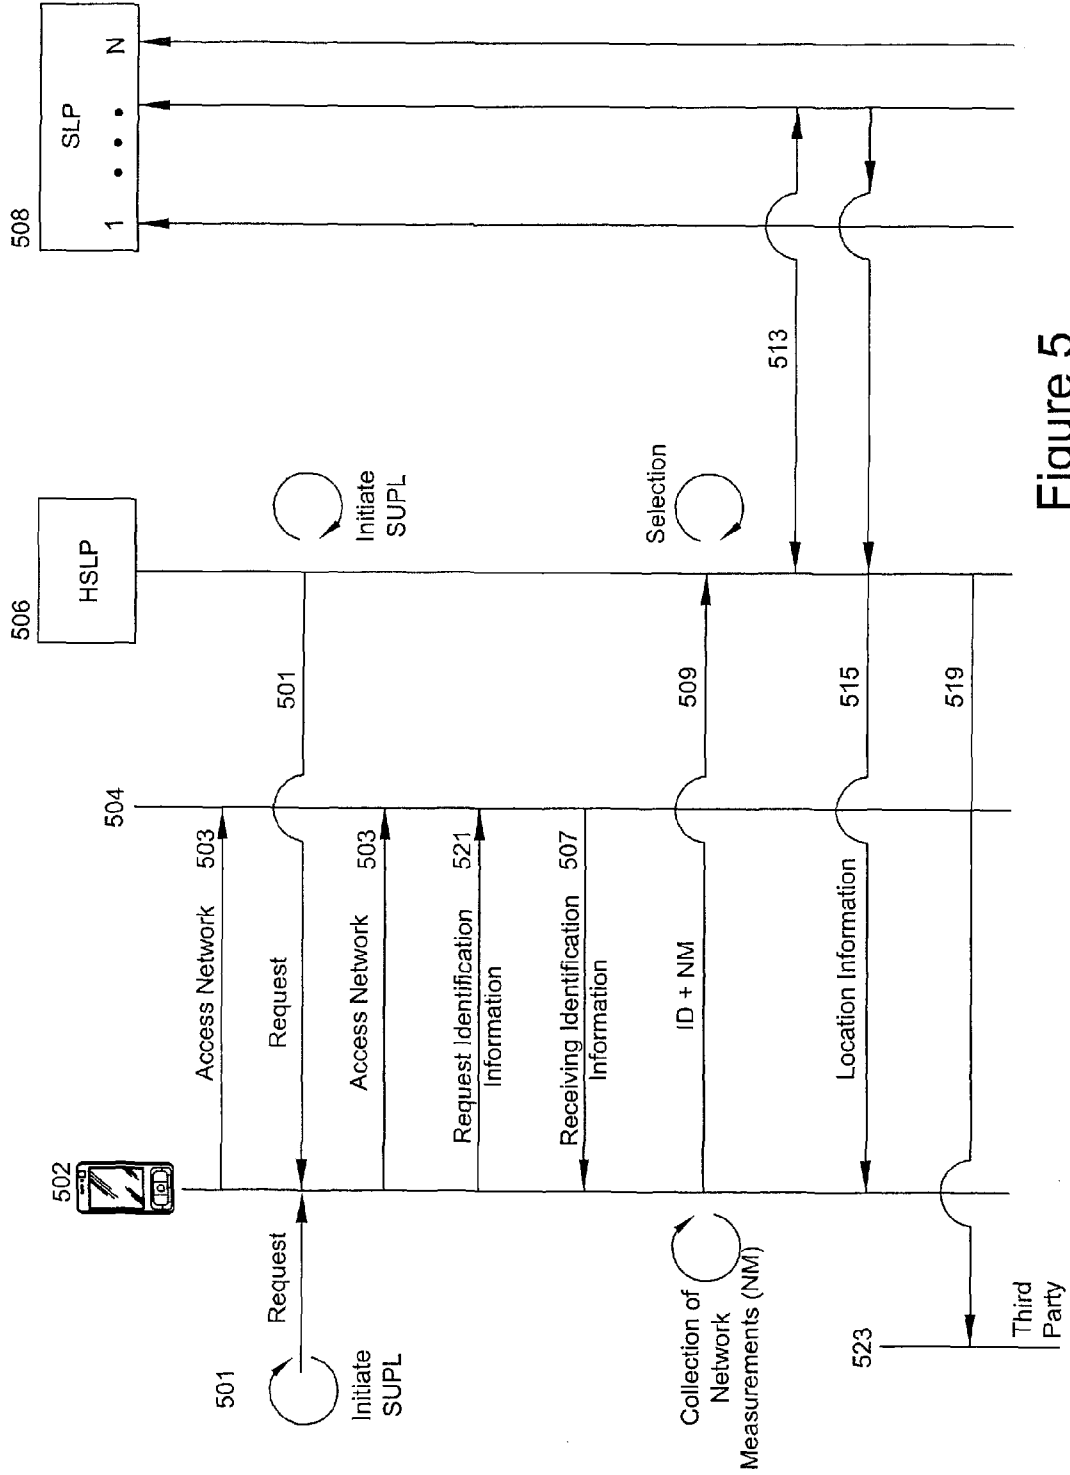 508
SLP
1 • • • N
506
HSLP
504
502
Access Network 503
501
Request
Request
501
Initiate
SUPL
Initiate
SUPL
Access Network 503
Request Identification 521
Information
Receiving Identification 507
Information
Selection
509
ID + NM
Collection of
Network
Measurements (NM)
513
515
Location Information
519
523
Third
Party
Figure 5